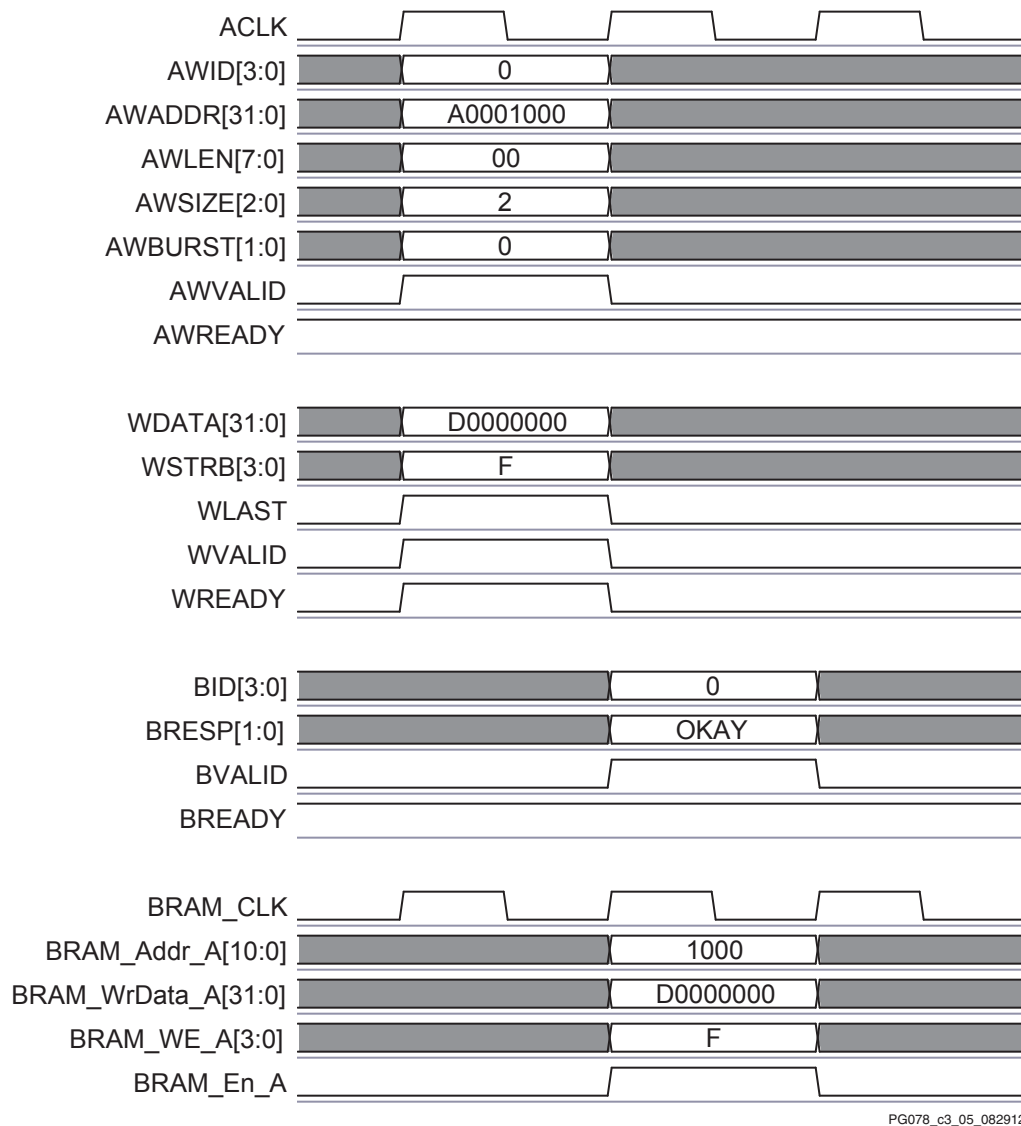 ACLK
AWID[3:0] 0
AWADDR[31:0] A0001000
AWLEN[7:0] 00
AWSIZE[2:0] 2
AWBURST[1:0] 0
AWVALID
AWREADY
WDATA[31:0] D0000000
WSTRB[3:0] F
WLAST
WVALID
WREADY
BID[3:0] 0
BRESP[1:0] OKAY
BVALID
BREADY
BRAM_CLK
BRAM_Addr_A[10:0] 1000
BRAM_WrData_A[31:0] D0000000
BRAM_WE_A[3:0] F
BRAM_En_A
PG078_c3_05_082912